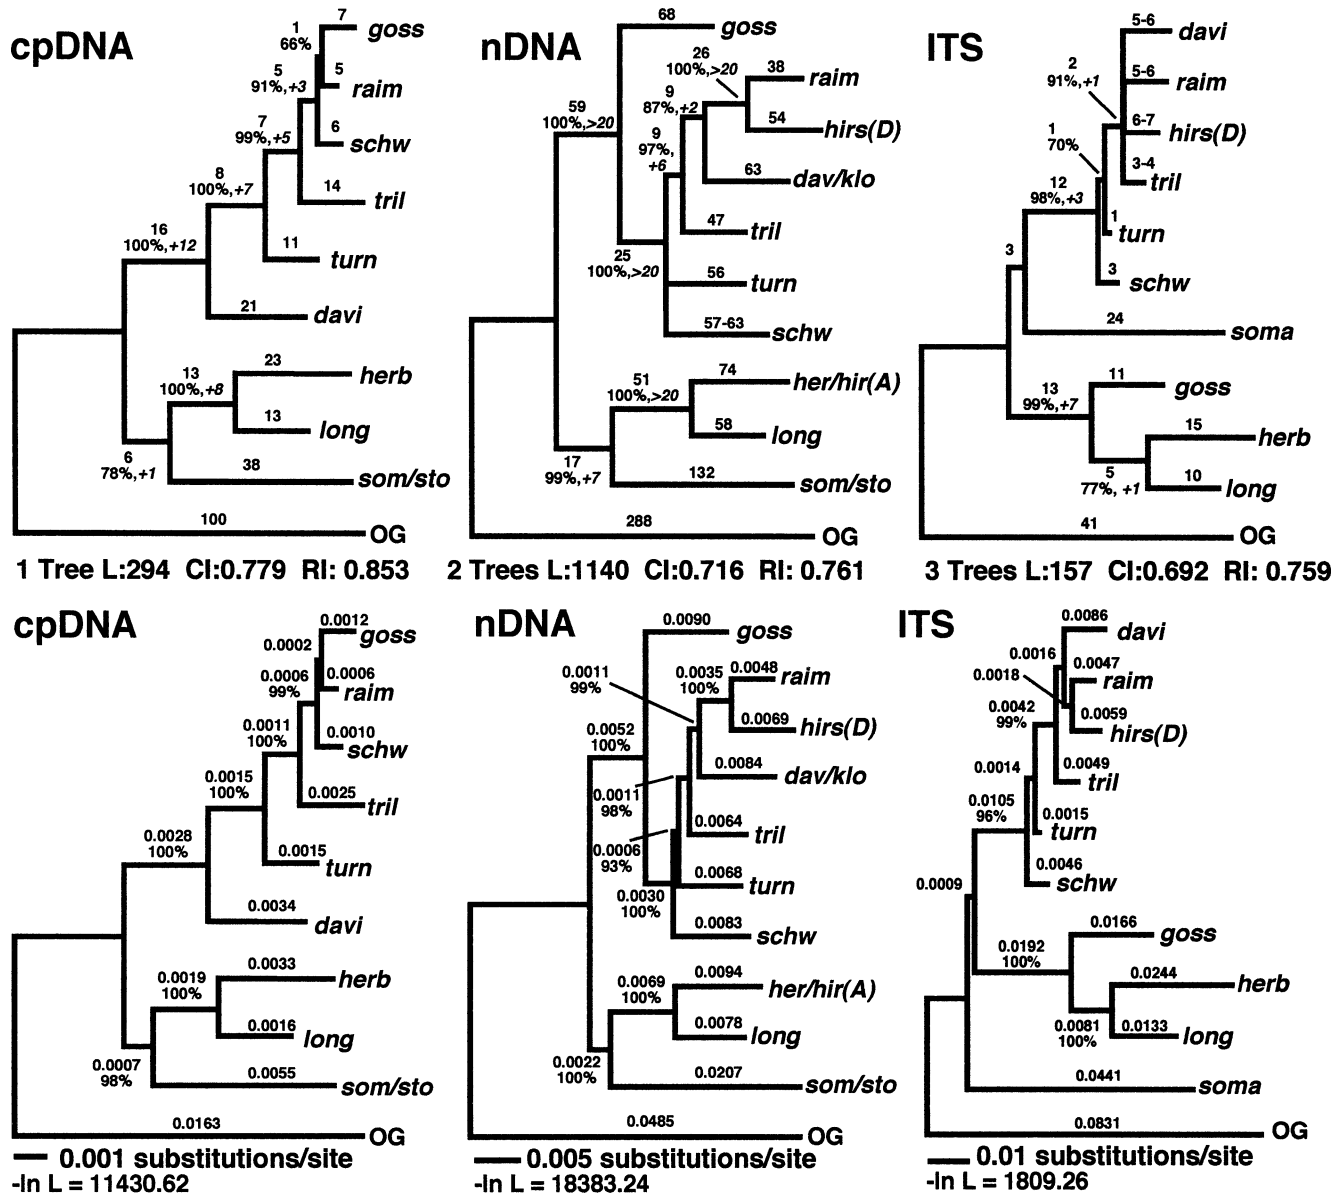 cpDNA
7
goss
1
66%
5
91%,+3
5
raim
7
99%,+5
6
schw
8
100%,+7
14
tril
16
100%,+12
11
turn
21
davi
13
100%,+8
23
herb
13
long
6
78%,+1
38
som/sto
100
OG
1 Tree L:294 CI:0.779 RI: 0.853
nDNA
68
goss
26
100%,>20
38
raim
9
87%,+2
59
100%,>20
54
hirs(D)
9
97%,
+6
63
dav/klo
47
tril
25
100%,>20
56
turn
57-63
schw
51
100%,>20
74
her/hir(A)
58
long
17
99%,+7
132
som/sto
288
OG
2 Trees L:1140 CI:0.716 RI: 0.761
ITS
5-6
davi
2
91%,+1
5-6
raim
1
70%
6-7
hirs(D)
3-4
tril
12
98%,+3
1
turn
3
3
schw
24
soma
13
99%,+7
11
goss
15
herb
5
77%, +1
10
long
41
OG
3 Trees L:157 CI:0.692 RI: 0.759
cpDNA
0.0012
goss
0.0002
0.0006
99%
0.0006
raim
0.0011
100%
0.0010
schw
0.0015
100%
0.0025
tril
0.0028
100%
0.0015
turn
0.0034
davi
0.0019
100%
0.0033
herb
0.0016
long
0.0007
98%
0.0055
som/sto
0.0163
OG
0.001 substitutions/site
-ln L = 11430.62
nDNA
0.0090
goss
0.0011
99%
0.0035
100%
0.0048
raim
0.0052
100%
0.0069
hirs(D)
0.0084
dav/klo
0.0011
98%
0.0064
tril
0.0006
93%
0.0068
turn
0.0030
100%
0.0083
schw
0.0069
100%
0.0094
her/hir(A)
0.0078
long
0.0022
100%
0.0207
som/sto
0.0485
OG
0.005 substitutions/site
-ln L = 18383.24
ITS
0.0086
davi
0.0016
0.0018
0.0047
raim
0.0042
99%
0.0059
hirs(D)
0.0014
0.0049
tril
0.0105
96%
0.0015
turn
0.0046
schw
0.0009
0.0192
100%
0.0166
goss
0.0244
herb
0.0081
100%
0.0133
long
0.0441
soma
0.0831
OG
0.01 substitutions/site
-ln L = 1809.26